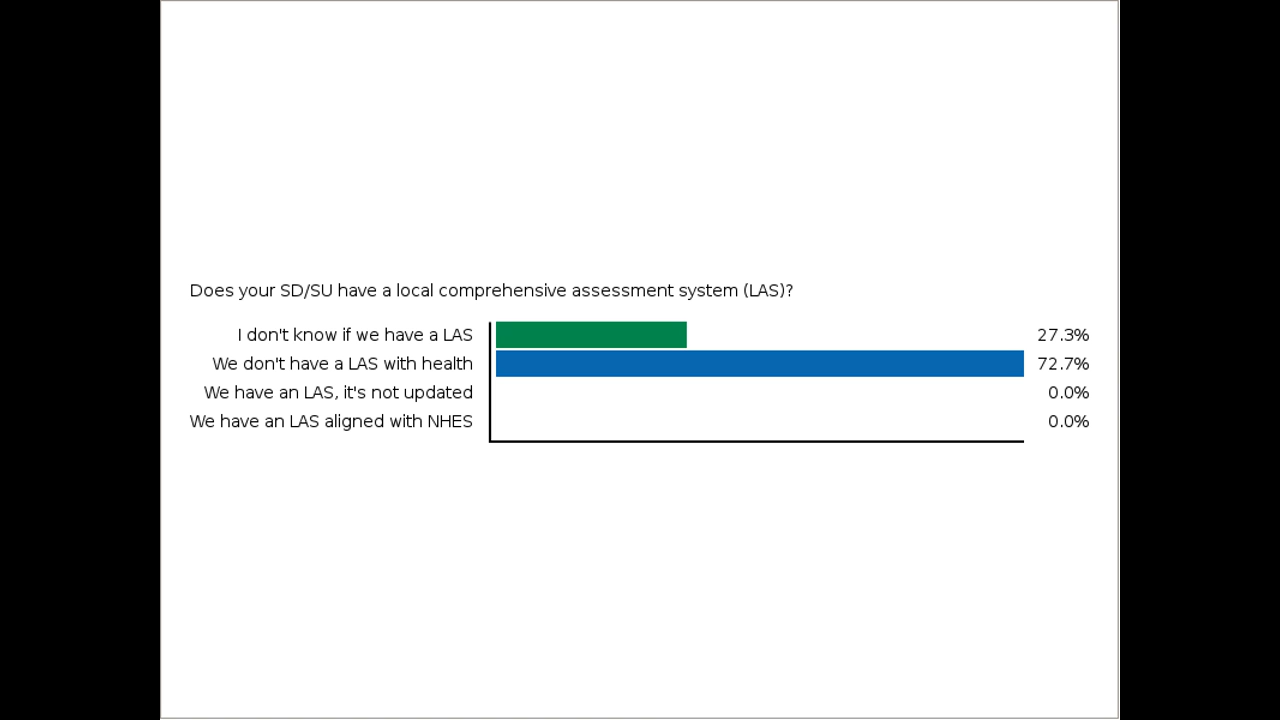 Does your SD/SU have a local comprehensive assessment system (LAS)?
I don't know if we have a LAS 27.3%
We don't have a LAS with health 72.7%
We have an LAS, it's not updated 0.0%
We have an LAS aligned with NHES 0.0%